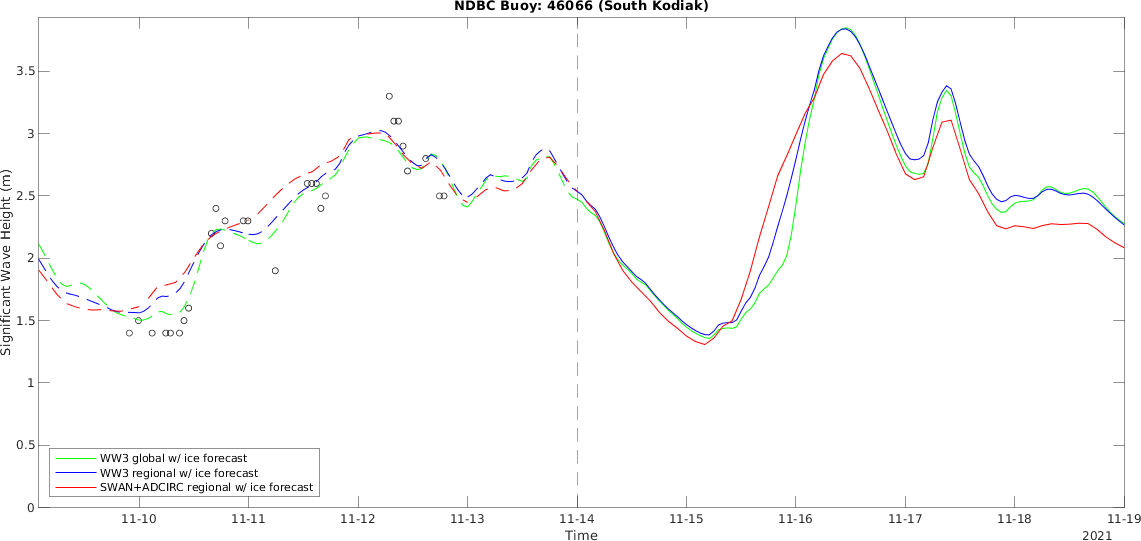 NDBC Buoy: 46066 (South Kodiak)
Significant Wave Height (m)
3.5
3
2.5
2
1.5
1
0.5
0
WW3 global w/ ice forecast
WW3 regional w/ ice forecast
SWAN+ADCIRC regional w/ ice forecast
11-10 11-11 11-12 11-13 11-14 11-15 11-16 11-17 11-18 11-19
Time
2021